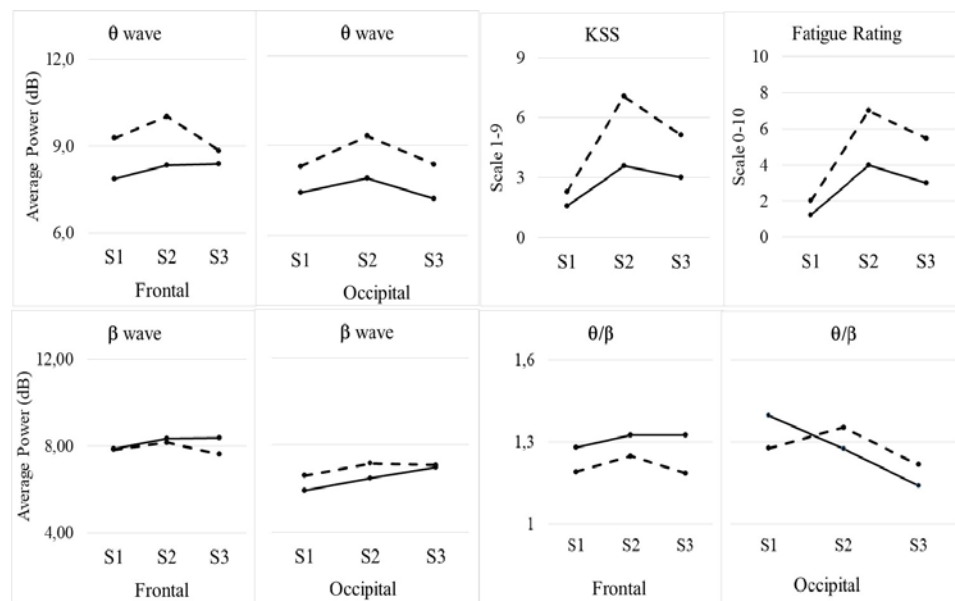 θ wave
12,0
9,0
6,0
Average Power (dB)
S1 S2 S3
Frontal
θ wave
S1 S2 S3
Occipital
KSS
9
6
3
0
Scale 1-9
S1 S2 S3
Fatigue Rating
10
8
6
4
2
0
Scale 0-10
S1 S2 S3
β wave
12,00
8,00
4,00
Average Power (dB)
S1 S2 S3
Frontal
β wave
S1 S2 S3
Occipital
θ/β
1,6
1,3
1
S1 S2 S3
Frontal
θ/β
S1 S2 S3
Occipital